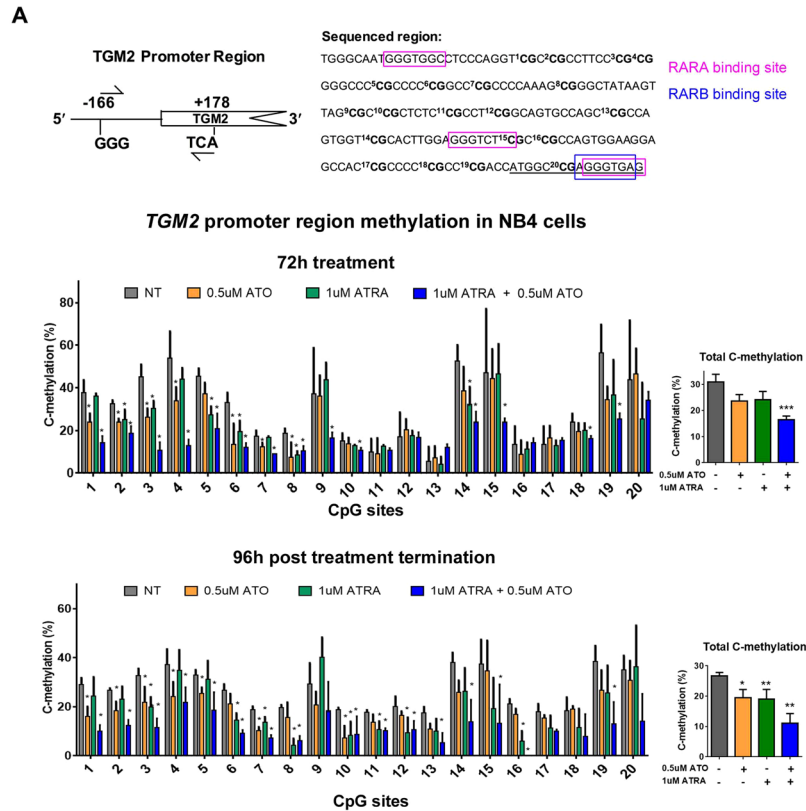 A
TGM2 Promoter Region
-166
+178
5′
TGM2
3′
GGG
TCA
Sequenced region:
TGGGCAATGGGTGGCCTCCCAGGT¹CGC²CGCCTTCC³CG⁴CG
GGGCCC⁵CGCCCC⁶CGGCC⁷CGCCCCAAAG⁸CGGGCTATAAGT
TAG⁹CGC¹⁰CGCTCTC¹¹CGCCT¹²CGGCAGTGCCAGC¹³CGCCA
GTGGT¹⁴CGCACTTGGAGGGTCT¹⁵CGC¹⁶CGCCAGTGGAAGGA
GCCAC¹⁷CGCCCC¹⁸CGCC¹⁹CGACCATGGC²⁰CGAGGGTGAG
RARA binding site
RARB binding site
TGM2 promoter region methylation in NB4 cells
72h treatment
NT 0.5uM ATO 1uM ATRA 1uM ATRA + 0.5uM ATO
C-methylation (%)
80
60
40
20
0
* * * * * * * * * * * * * * * * * * * * * * * * * * *
1 2 3 4 5 6 7 8 9 10 11 12 13 14 15 16 17 18 19 20
CpG sites
Total C-methylation
C-methylation (%)
30
20
10
0
***
0.5uM ATO - + - +
1uM ATRA - - + +
96h post treatment termination
NT 0.5uM ATO 1uM ATRA 1uM ATRA + 0.5uM ATO
C-methylation (%)
60
40
20
0
1 2 3 4 5 6 7 8 9 10 11 12 13 14 15 16 17 18 19 20
CpG sites
Total C-methylation
C-methylation (%)
30
20
10
0
* ** **
0.5uM ATO - + - +
1uM ATRA - - + +